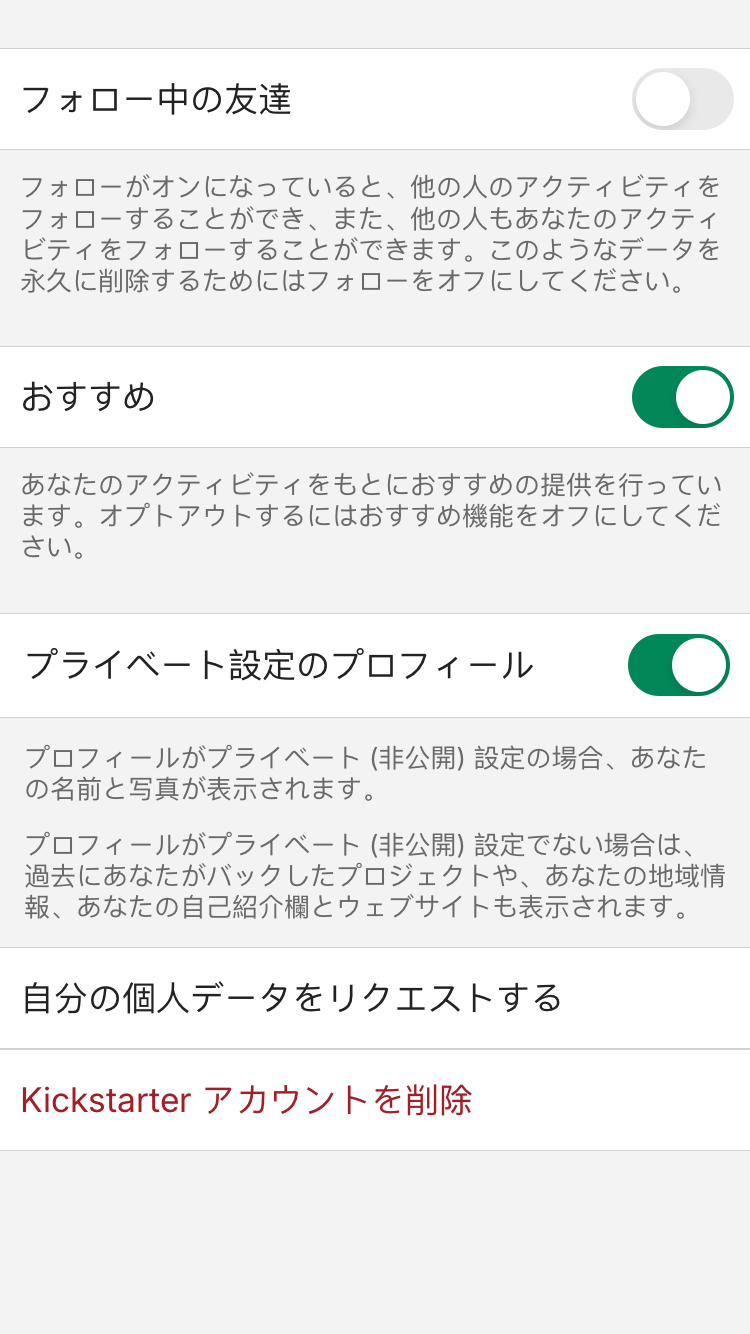 フォロー中の友達
フォローがオンになっていると、他の人のアクティビティを
フォローすることができ、また、他の人もあなたのアクティ
ビティをフォローすることができます。このようなデータを
永久に削除するためにはフォローをオフにしてください。
おすすめ
あなたのアクティビティをもとにおすすめの提供を行ってい
ます。オプトアウトするにはおすすめ機能をオフにしてくだ
さい。
プライベート設定のプロフィール
プロフィールがプライベート (非公開) 設定の場合、あなた
の名前と写真が表示されます。
プロフィールがプライベート (非公開) 設定でない場合は、
過去にあなたがバックしたプロジェクトや、あなたの地域情
報、あなたの自己紹介欄とウェブサイトも表示されます。
自分の個人データをリクエストする
Kickstarter アカウントを削除